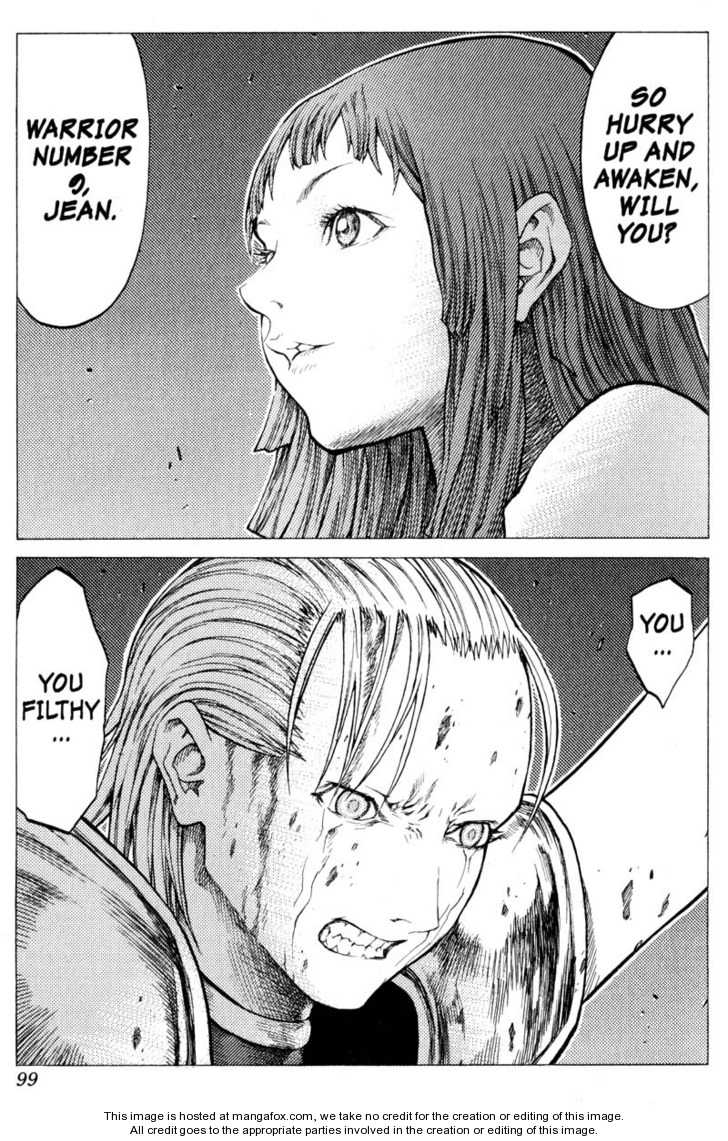 SO
HURRY
UP AND
AWAKEN,
WILL
YOU?
WARRIOR
NUMBER
9,
JEAN.
YOU
...
YOU
FILTHY
...
99
This image is hosted at mangafox.com, we take no credit for the creation or editing of this image.
All credit goes to the appropriate parties involved in the creation or editing of this image.